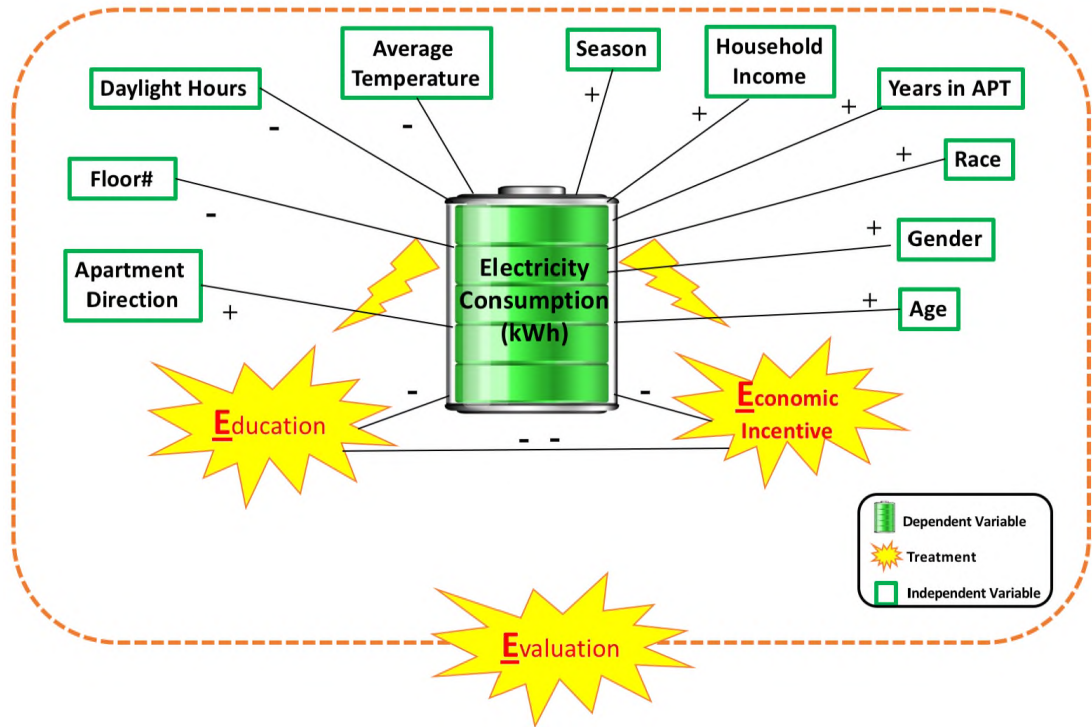 Daylight Hours
-
Average
Temperature
-
Season
+
Household
Income
+
Years in APT
+
Floor#
-
Race
+
Apartment
Direction
+
Gender
+
Age
+
Electricity
Consumption
(kWh)
Education
-
- -
-
Economic
Incentive
Dependent Variable
Treatment
Independent Variable
Evaluation